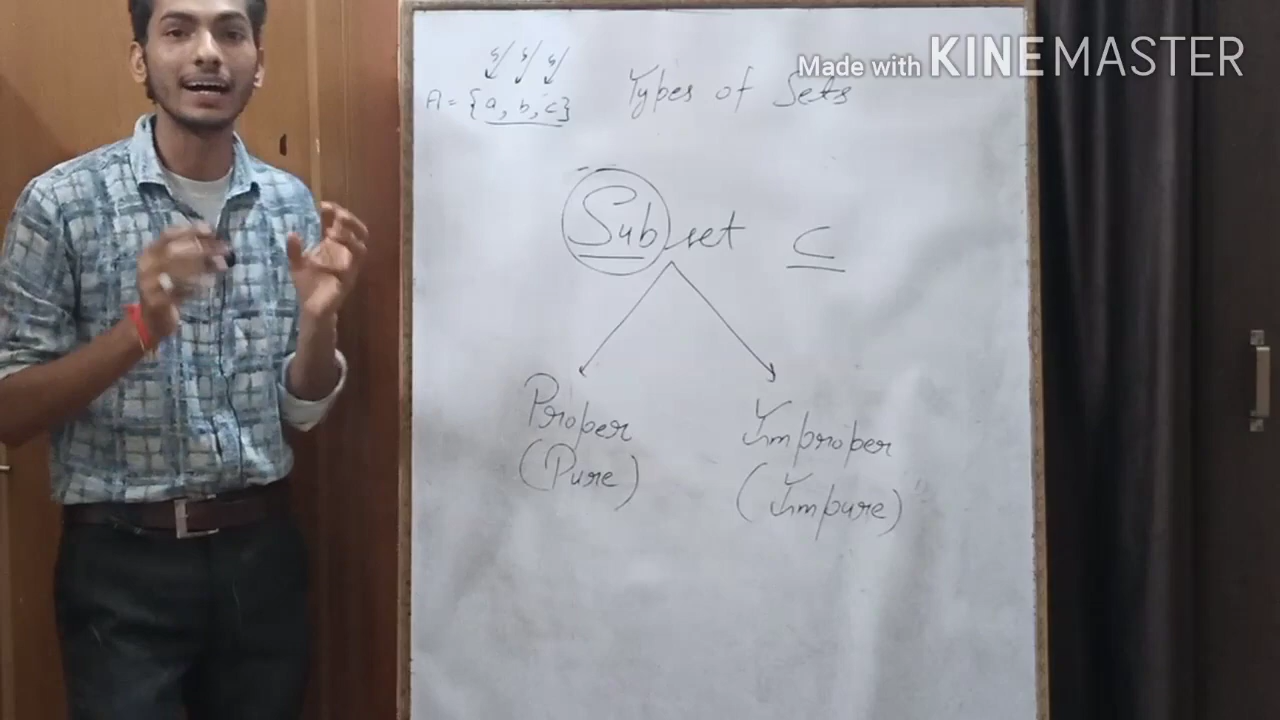 Made with KINEMASTER
Types of Sets
A = {a, b, c}
Subset ⊂
Proper Improper
(Pure) (Impure)